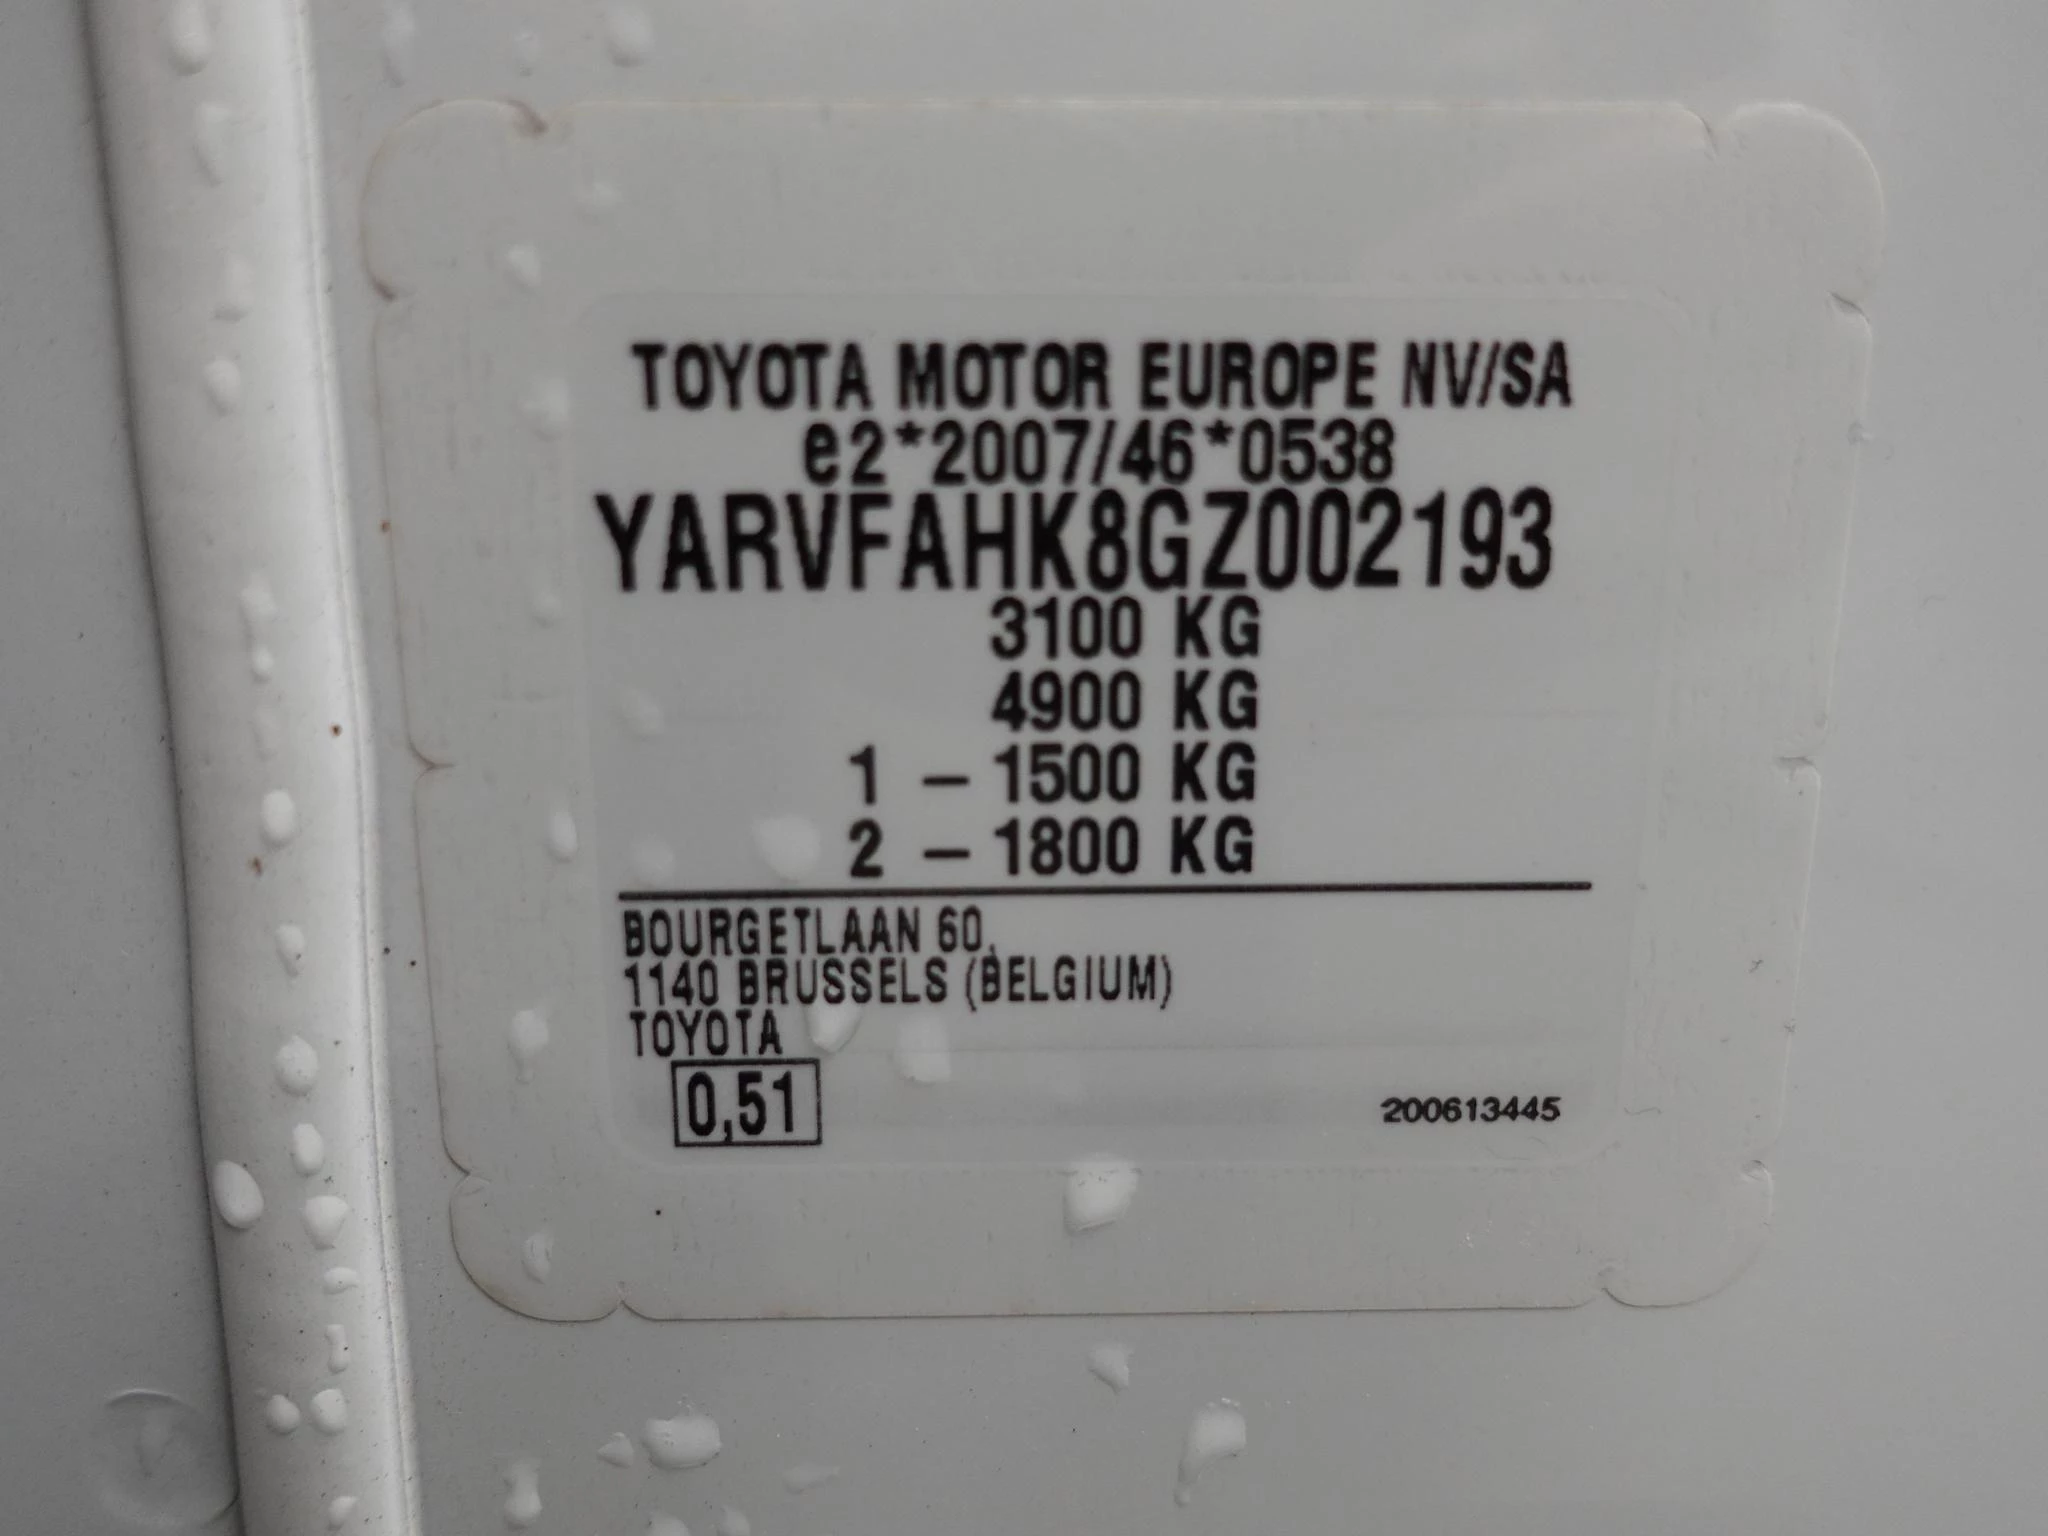 TOYOTA MOTOR EUROPE NV/SA
e2*2007/46*0538
YARVFAHK8GZ002193
3100 KG
4900 KG
1 – 1500 KG
2 – 1800 KG
BOURGETLAAN 60,
1140 BRUSSELS (BELGIUM)
TOYOTA
0,51
200613445